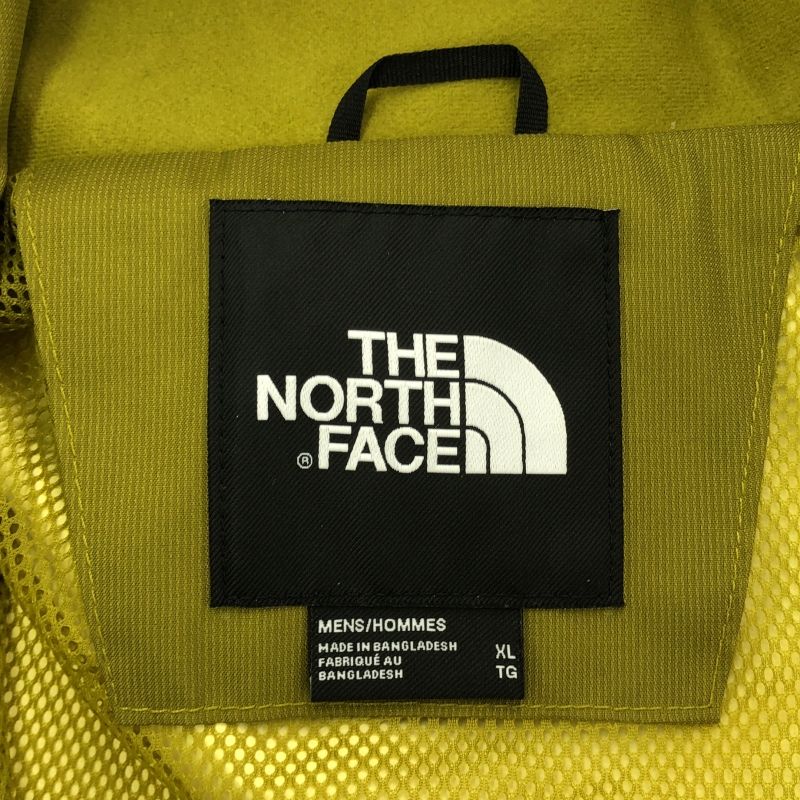 THE
NORTH
® FACE
MENS/HOMMES
MADE IN BANGLADESH XL
FABRIQUÉ AU TG
BANGLADESH